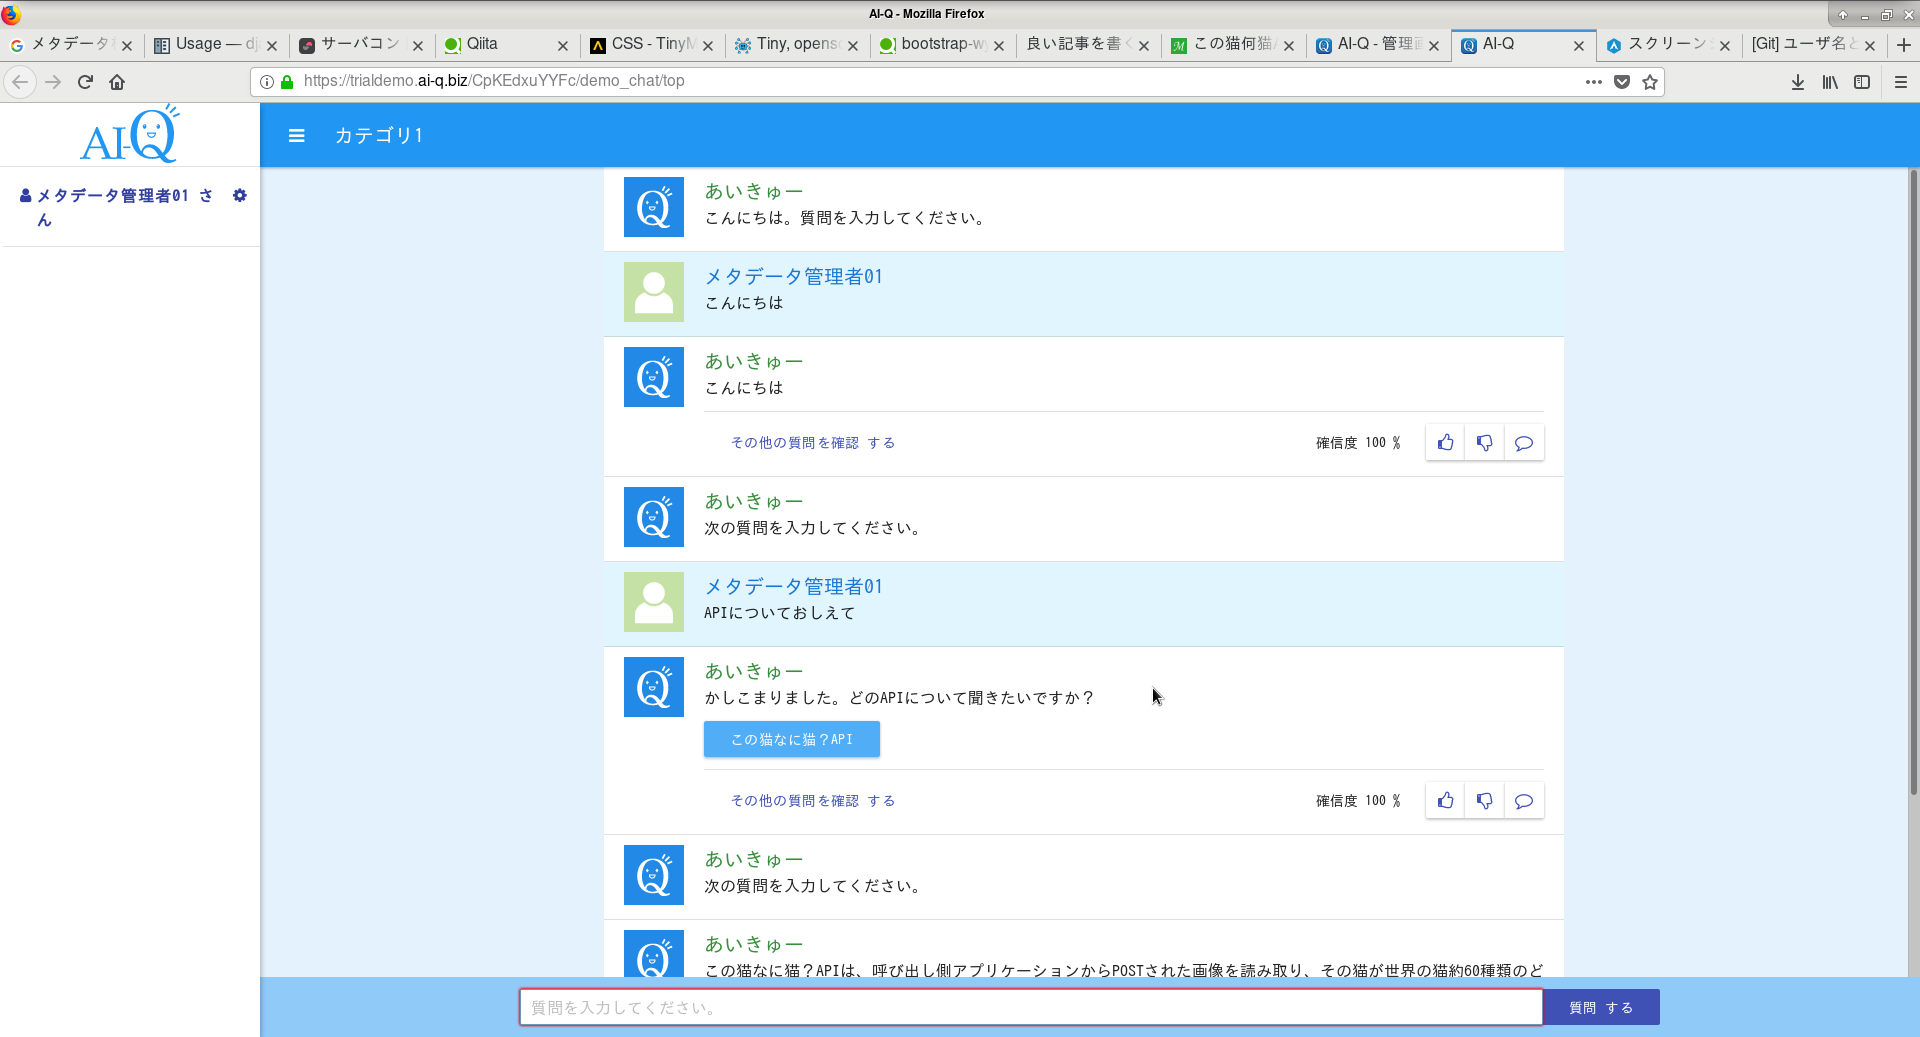 AI-Q - Mozilla Firefox
メタデータ
Usage — dj
サーバコン
Qiita
CSS - TinyM
Tiny, opens
bootstrap-w
良い記事を書く
この猫何猫
AI-Q - 管理画
AI-Q
スクリーン
[Git] ユーザ名と
https://trialdemo.ai-q.biz/CpKEdxuYYFc/demo_chat/top
AI-Q
カテゴリ1
メタデータ管理者01 さ
ん
あいきゅー
こんにちは。質問を入力してください。
メタデータ管理者01
こんにちは
あいきゅー
こんにちは
その他の質問を確認 する
確信度 100 %
あいきゅー
次の質問を入力してください。
メタデータ管理者01
APIについておしえて
あいきゅー
かしこまりました。どのAPIについて聞きたいですか？
この猫なに猫？API
その他の質問を確認 する
確信度 100 %
あいきゅー
次の質問を入力してください。
あいきゅー
この猫なに猫？APIは、呼び出し側アプリケーションからPOSTされた画像を読み取り、その猫が世界の猫約60種類のど
質問を入力してください。
質問 する